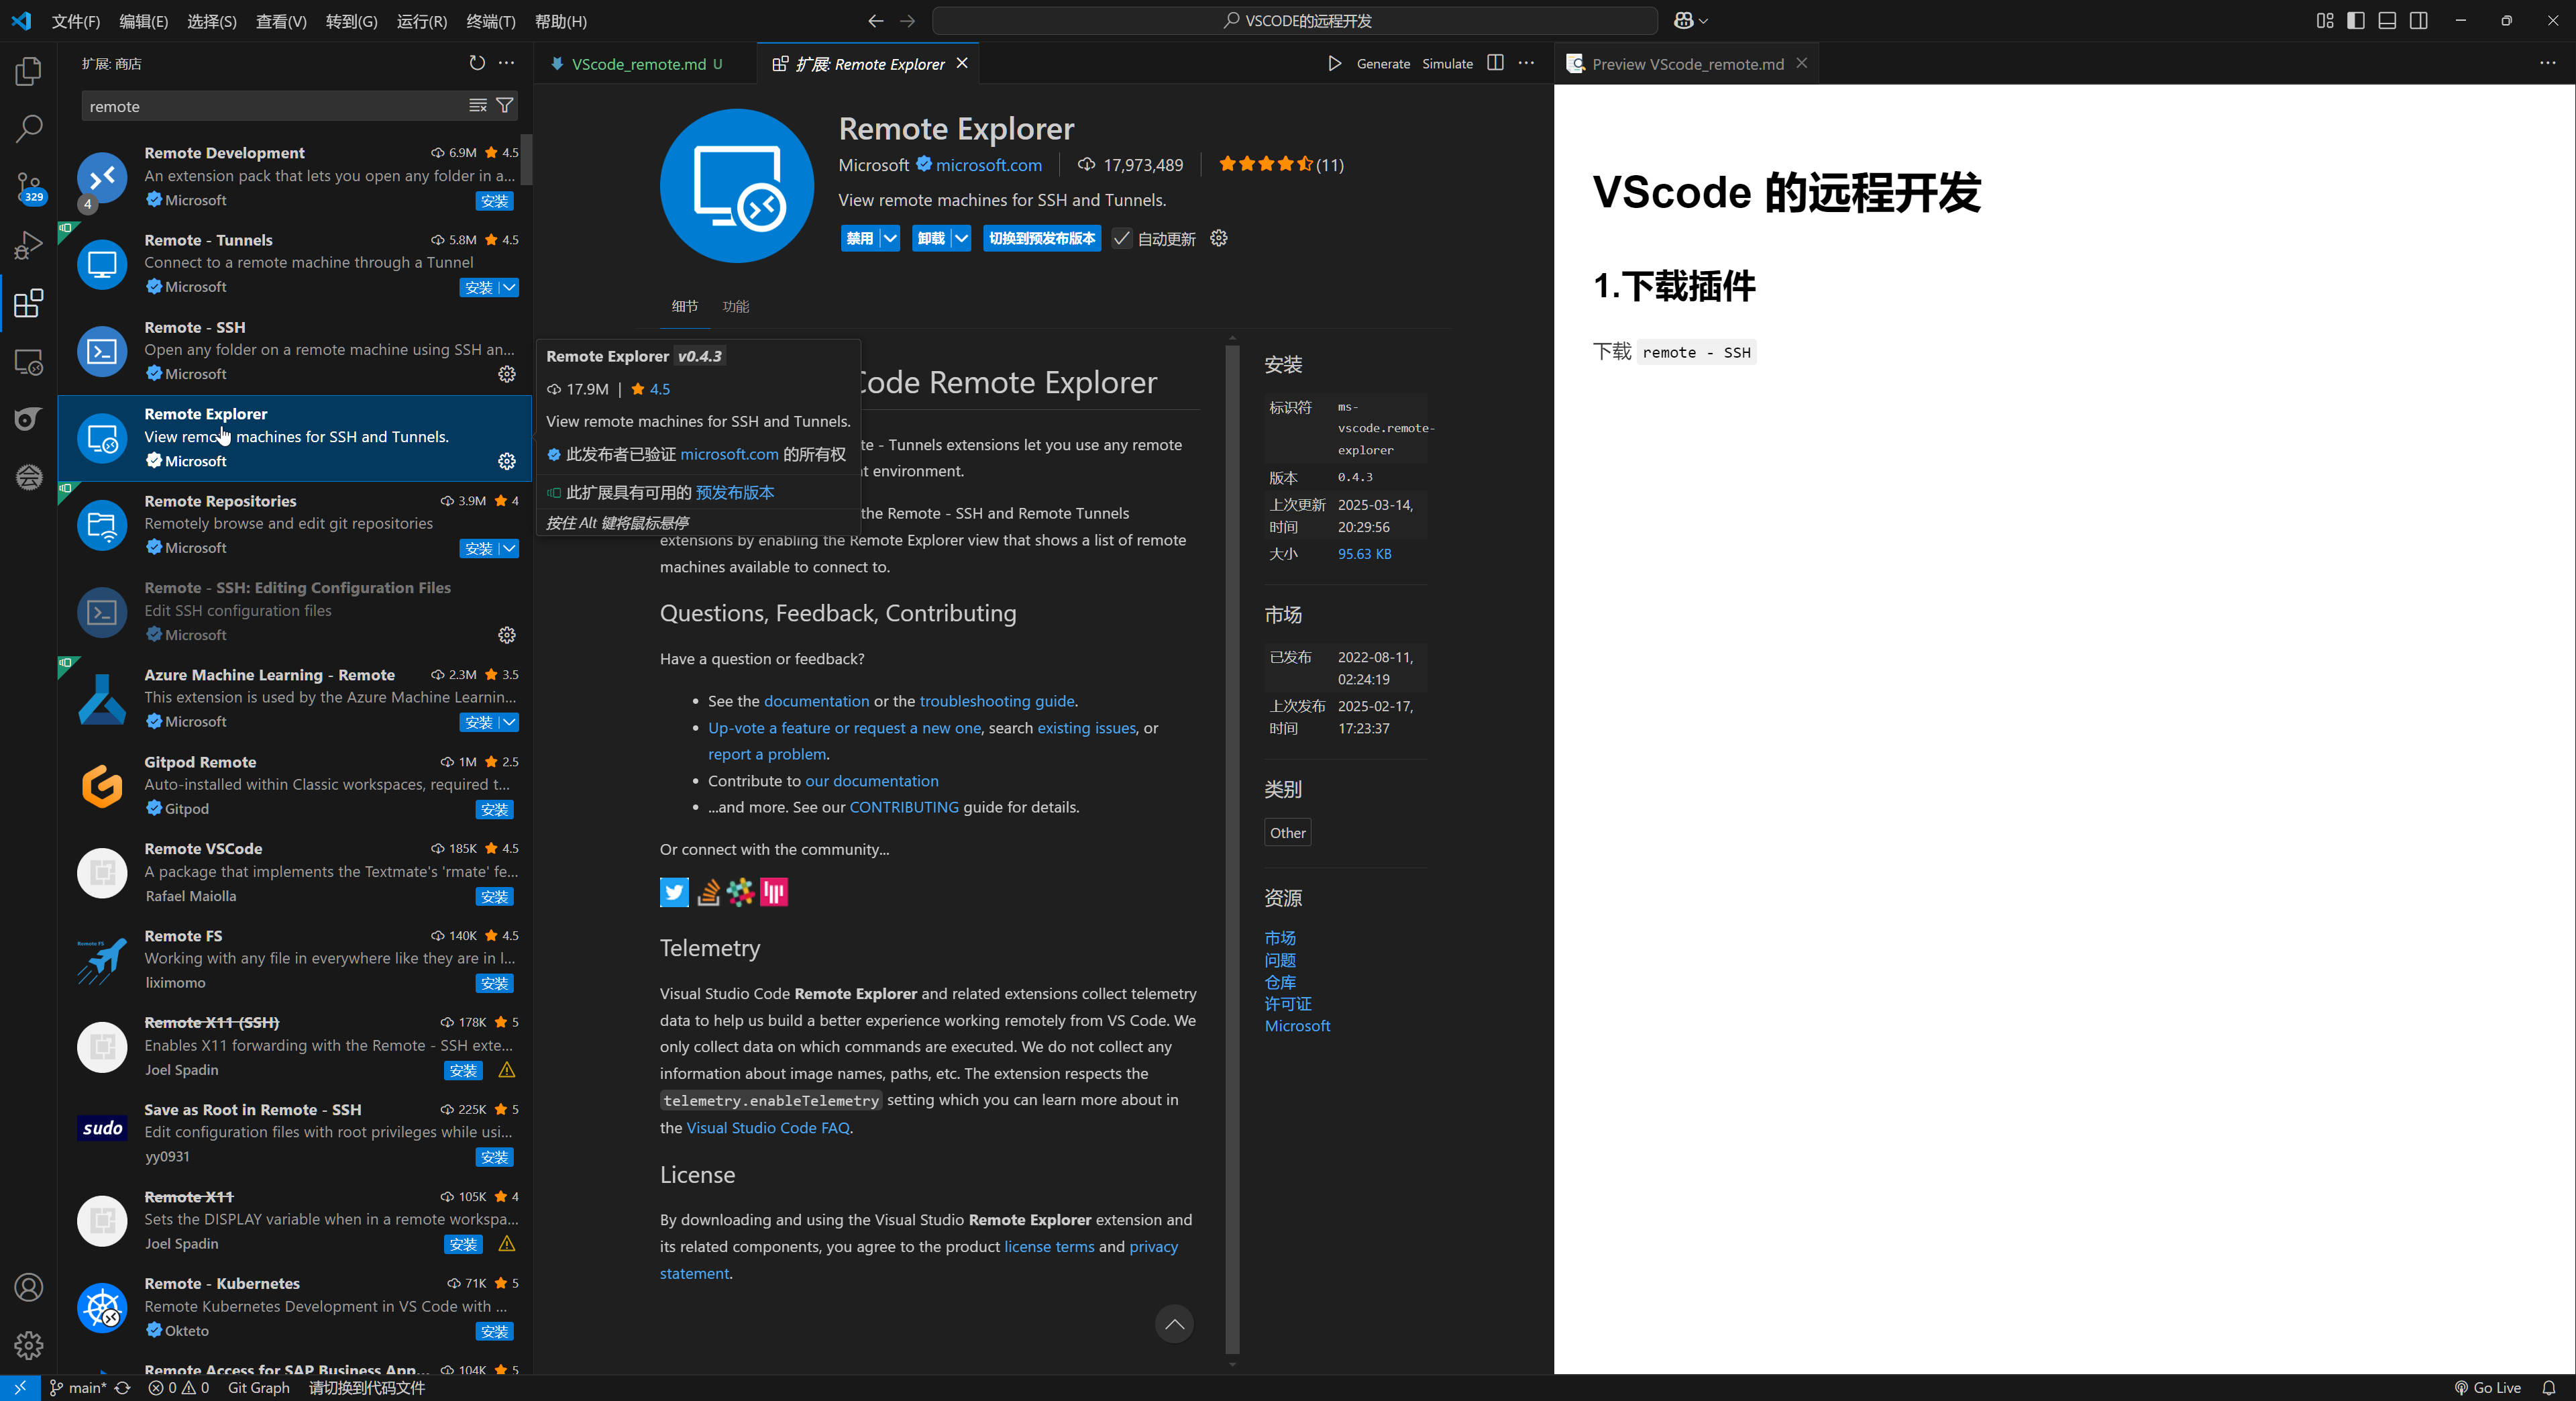 文件(F) 编辑(E) 选择(S) 查看(V) 转到(G) 运行(R) 终端(T) 帮助(H)
VSCODE的远程开发
扩展: 商店
remote
Remote Development 6.9M 4.5
An extension pack that lets you open any folder in a...
4
Microsoft 安装
Remote - Tunnels 5.8M 4.5
Connect to a remote machine through a Tunnel
Microsoft 安装
Remote - SSH
Open any folder on a remote machine using SSH an...
Microsoft
Remote Explorer
View remote machines for SSH and Tunnels.
Microsoft
Remote Repositories 3.9M 4
Remotely browse and edit git repositories
Microsoft 安装
Remote - SSH: Editing Configuration Files
Edit SSH configuration files
Microsoft
Azure Machine Learning - Remote 2.3M 3.5
This extension is used by the Azure Machine Learnin...
Microsoft 安装
Gitpod Remote 1M 2.5
Auto-installed within Classic workspaces, required t...
Gitpod 安装
Remote VSCode 185K 4.5
A package that implements the Textmate's 'rmate' fe...
Rafael Maiolla 安装
Remote FS 140K 4.5
Remote FS
Working with any file in everywhere like they are in l...
liximomo 安装
Remote X11 (SSH) 178K 5
Enables X11 forwarding with the Remote - SSH exte...
Joel Spadin 安装
Save as Root in Remote - SSH 225K 5
sudo
Edit configuration files with root privileges while usi...
yy0931 安装
Remote X11 105K 4
Sets the DISPLAY variable when in a remote workspa...
Joel Spadin 安装
Remote - Kubernetes 71K 5
Remote Kubernetes Development in VS Code with ...
Okteto 安装
Remote Access for SAP Business App... 104K 5
329
VScode_remote.md U
扩展: Remote Explorer
Generate Simulate
Remote Explorer
Microsoft microsoft.com 17,973,489 (11)
View remote machines for SSH and Tunnels.
禁用 卸载 切换到预发布版本 自动更新
细节 功能
Remote Explorer v0.4.3
17.9M | 4.5
View remote machines for SSH and Tunnels.
此发布者已验证 microsoft.com 的所有权
此扩展具有可用的 预发布版本
按住 Alt 键将鼠标悬停
Code Remote Explorer
te - Tunnels extensions let you use any remote
t environment.
the Remote - SSH and Remote Tunnels
extensions by enabling the Remote Explorer view that shows a list of remote
machines available to connect to.
Questions, Feedback, Contributing
Have a question or feedback?
• See the documentation or the troubleshooting guide.
• Up-vote a feature or request a new one, search existing issues, or
report a problem.
• Contribute to our documentation
• ...and more. See our CONTRIBUTING guide for details.
Or connect with the community...
Telemetry
Visual Studio Code Remote Explorer and related extensions collect telemetry
data to help us build a better experience working remotely from VS Code. We
only collect data on which commands are executed. We do not collect any
information about image names, paths, etc. The extension respects the
telemetry.enableTelemetry setting which you can learn more about in
the Visual Studio Code FAQ.
License
By downloading and using the Visual Studio Remote Explorer extension and
its related components, you agree to the product license terms and privacy
statement.
安装
标识符 ms-
vscode.remote-
explorer
版本 0.4.3
上次更新 2025-03-14,
时间 20:29:56
大小 95.63 KB
市场
已发布 2022-08-11,
02:24:19
上次发布 2025-02-17,
时间 17:23:37
类别
Other
资源
市场
问题
仓库
许可证
Microsoft
Preview VScode_remote.md
VScode 的远程开发
1.下载插件
下载 remote - SSH
main* 0 0 Git Graph 请切换到代码文件
Go Live